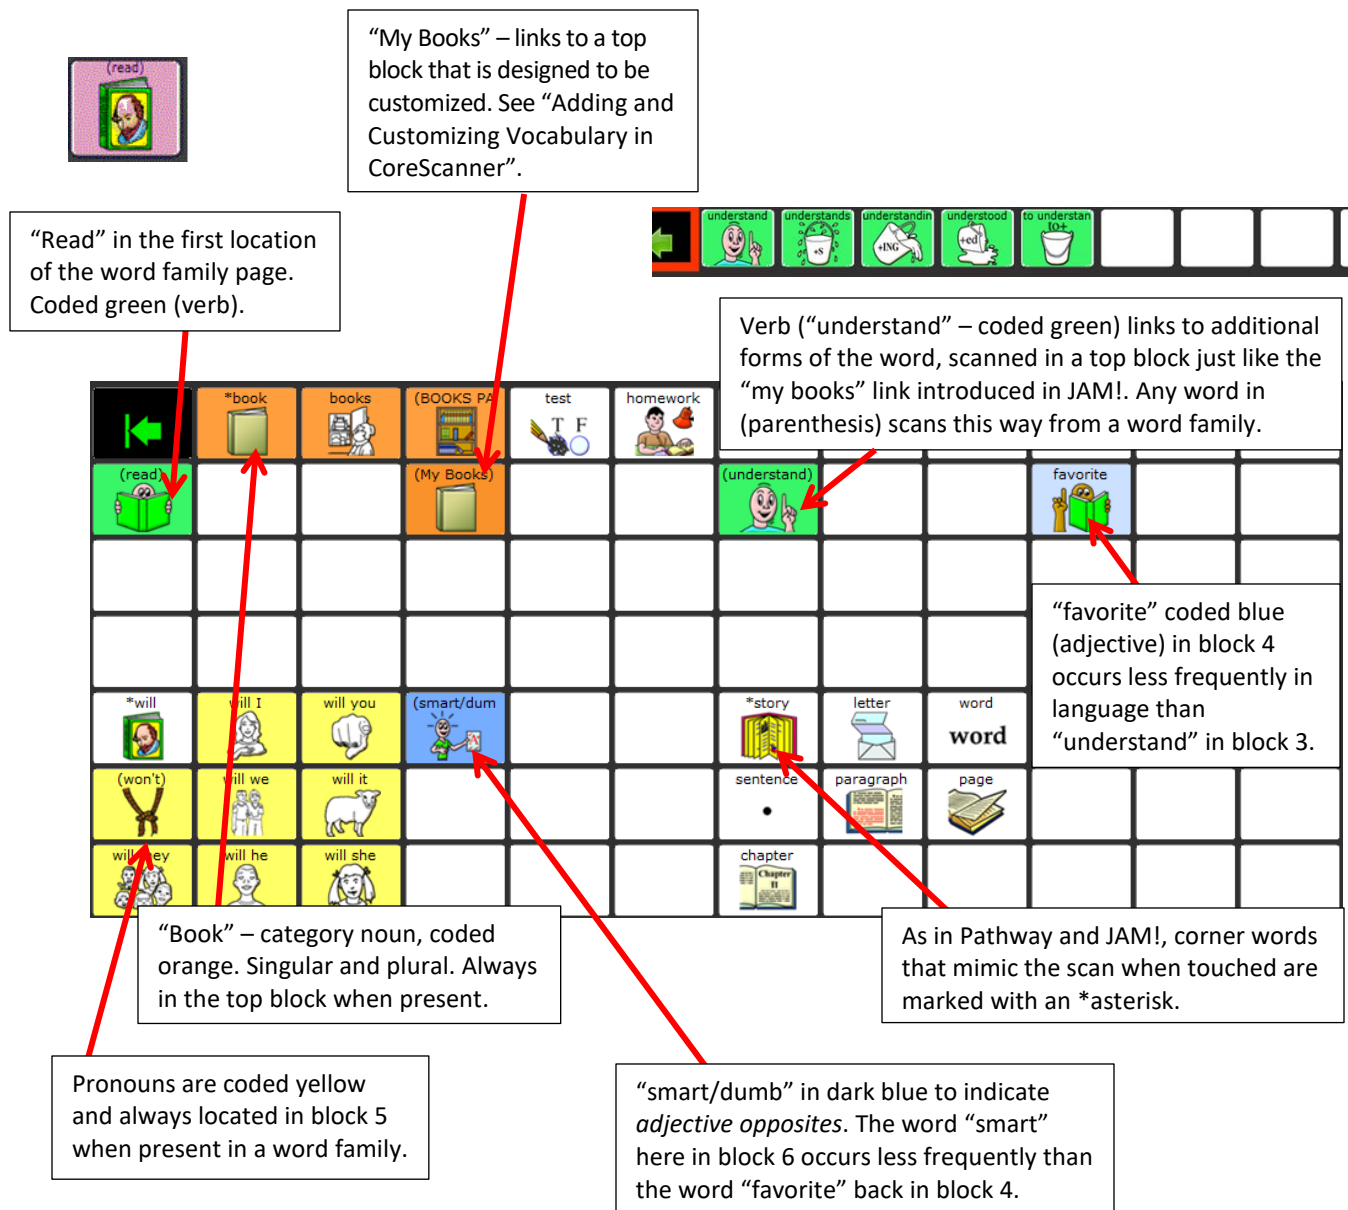 (read)
“My Books” – links to a top
block that is designed to be
customized. See “Adding and
Customizing Vocabulary in
CoreScanner”.
“Read” in the first location
of the word family page.
Coded green (verb).
understand understands understandin understood to understan
+S +ING +ed to+
Verb (“understand” – coded green) links to additional
forms of the word, scanned in a top block just like the
“my books” link introduced in JAM!. Any word in
(parenthesis) scans this way from a word family.
*book books (BOOKS PA test homework
T F
(read) (My Books) (understand) favorite
“favorite” coded blue
(adjective) in block 4
occurs less frequently in
language than
“understand” in block 3.
*will will I will you (smart/dum *story letter word
A word
(won't) will we will it sentence paragraph page
will they will he will she chapter
Chapter
II
“Book” – category noun, coded
orange. Singular and plural. Always
in the top block when present.
As in Pathway and JAM!, corner words
that mimic the scan when touched are
marked with an *asterisk.
Pronouns are coded yellow
and always located in block 5
when present in a word family.
“smart/dumb” in dark blue to indicate
adjective opposites. The word “smart”
here in block 6 occurs less frequently than
the word “favorite” back in block 4.